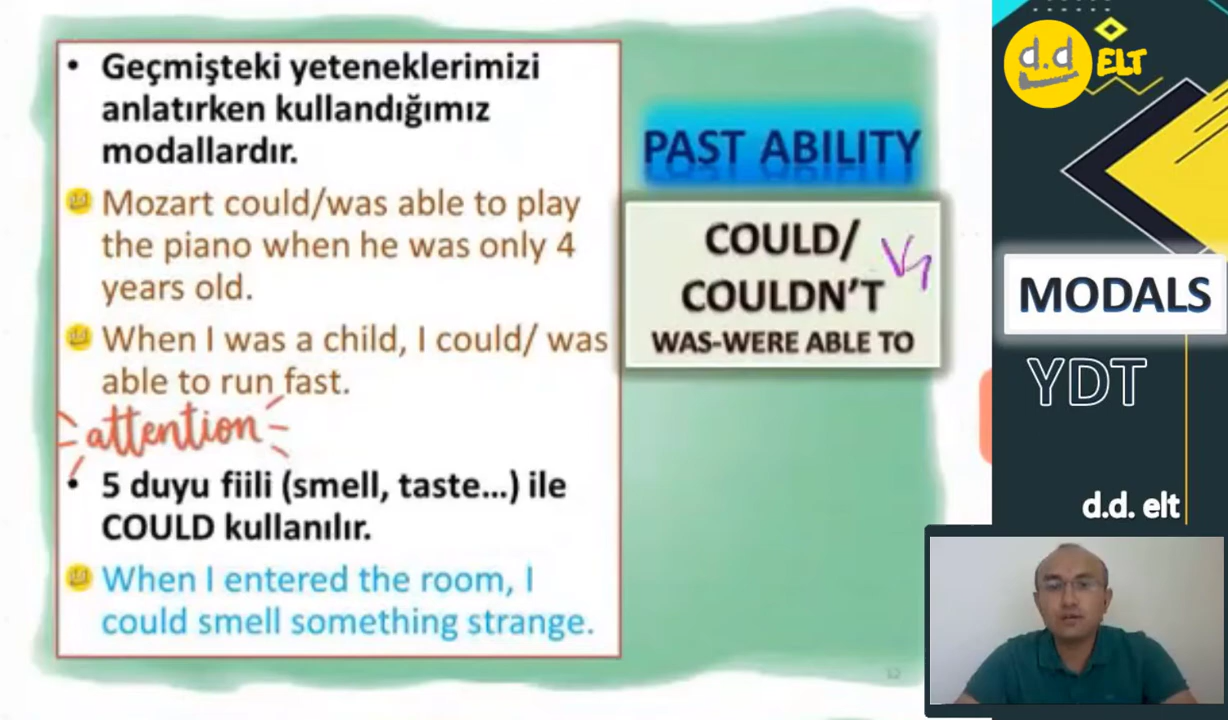 • Geçmişteki yeteneklerimizi
anlatırken kullandığımız
modallardır.
Mozart could/was able to play
the piano when he was only 4
years old.
When I was a child, I could/ was
able to run fast.
attention
• 5 duyu fiili (smell, taste...) ile
COULD kullanılır.
When I entered the room, I
could smell something strange.
PAST ABILITY
COULD/
COULDN'T
V1
WAS-WERE ABLE TO
d.d ELT
MODALS
YDT
d.d. elt